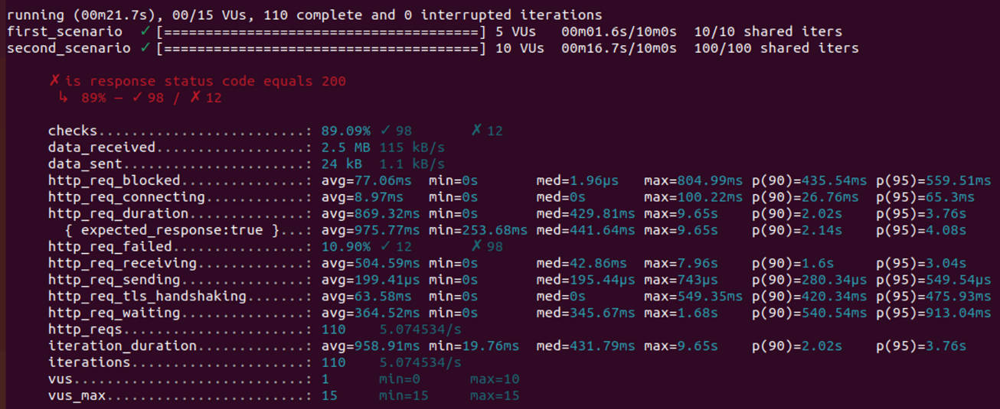 running (00m21.7s), 00/15 VUs, 110 complete and 0 interrupted iterations
first_scenario  ✓ [======================================] 5 VUs   00m01.6s/10m0s  10/10 shared iters
second_scenario ✓ [======================================] 10 VUs  00m16.7s/10m0s  100/100 shared iters
✗ is response status code equals 200
↳  89% — ✓ 98 / ✗ 12
checks.........................: 89.09% ✓ 98       ✗ 12
data_received..................: 2.5 MB 115 kB/s
data_sent......................: 24 kB  1.1 kB/s
http_req_blocked...............: avg=77.06ms  min=0s       med=1.96µs   max=804.99ms p(90)=435.54ms p(95)=559.51ms
http_req_connecting............: avg=8.97ms   min=0s       med=0s       max=100.22ms p(90)=26.76ms  p(95)=65.3ms
http_req_duration..............: avg=869.32ms min=0s       med=429.81ms max=9.65s    p(90)=2.02s    p(95)=3.76s
{ expected_response:true }...: avg=975.77ms min=253.68ms med=441.64ms max=9.65s    p(90)=2.14s    p(95)=4.08s
http_req_failed................: 10.90% ✓ 12       ✗ 98
http_req_receiving.............: avg=504.59ms min=0s       med=42.86ms  max=7.96s    p(90)=1.6s     p(95)=3.04s
http_req_sending...............: avg=199.41µs min=0s       med=195.44µs max=743µs    p(90)=280.34µs p(95)=549.54µs
http_req_tls_handshaking.......: avg=63.58ms  min=0s       med=0s       max=549.35ms p(90)=420.34ms p(95)=475.93ms
http_req_waiting...............: avg=364.52ms min=0s       med=345.67ms max=1.68s    p(90)=540.54ms p(95)=913.04ms
http_reqs......................: 110    5.074534/s
iteration_duration.............: avg=958.91ms min=19.76ms  med=431.79ms max=9.65s    p(90)=2.02s    p(95)=3.76s
iterations.....................: 110    5.074534/s
vus............................: 1      min=0      max=10
vus_max........................: 15     min=15     max=15